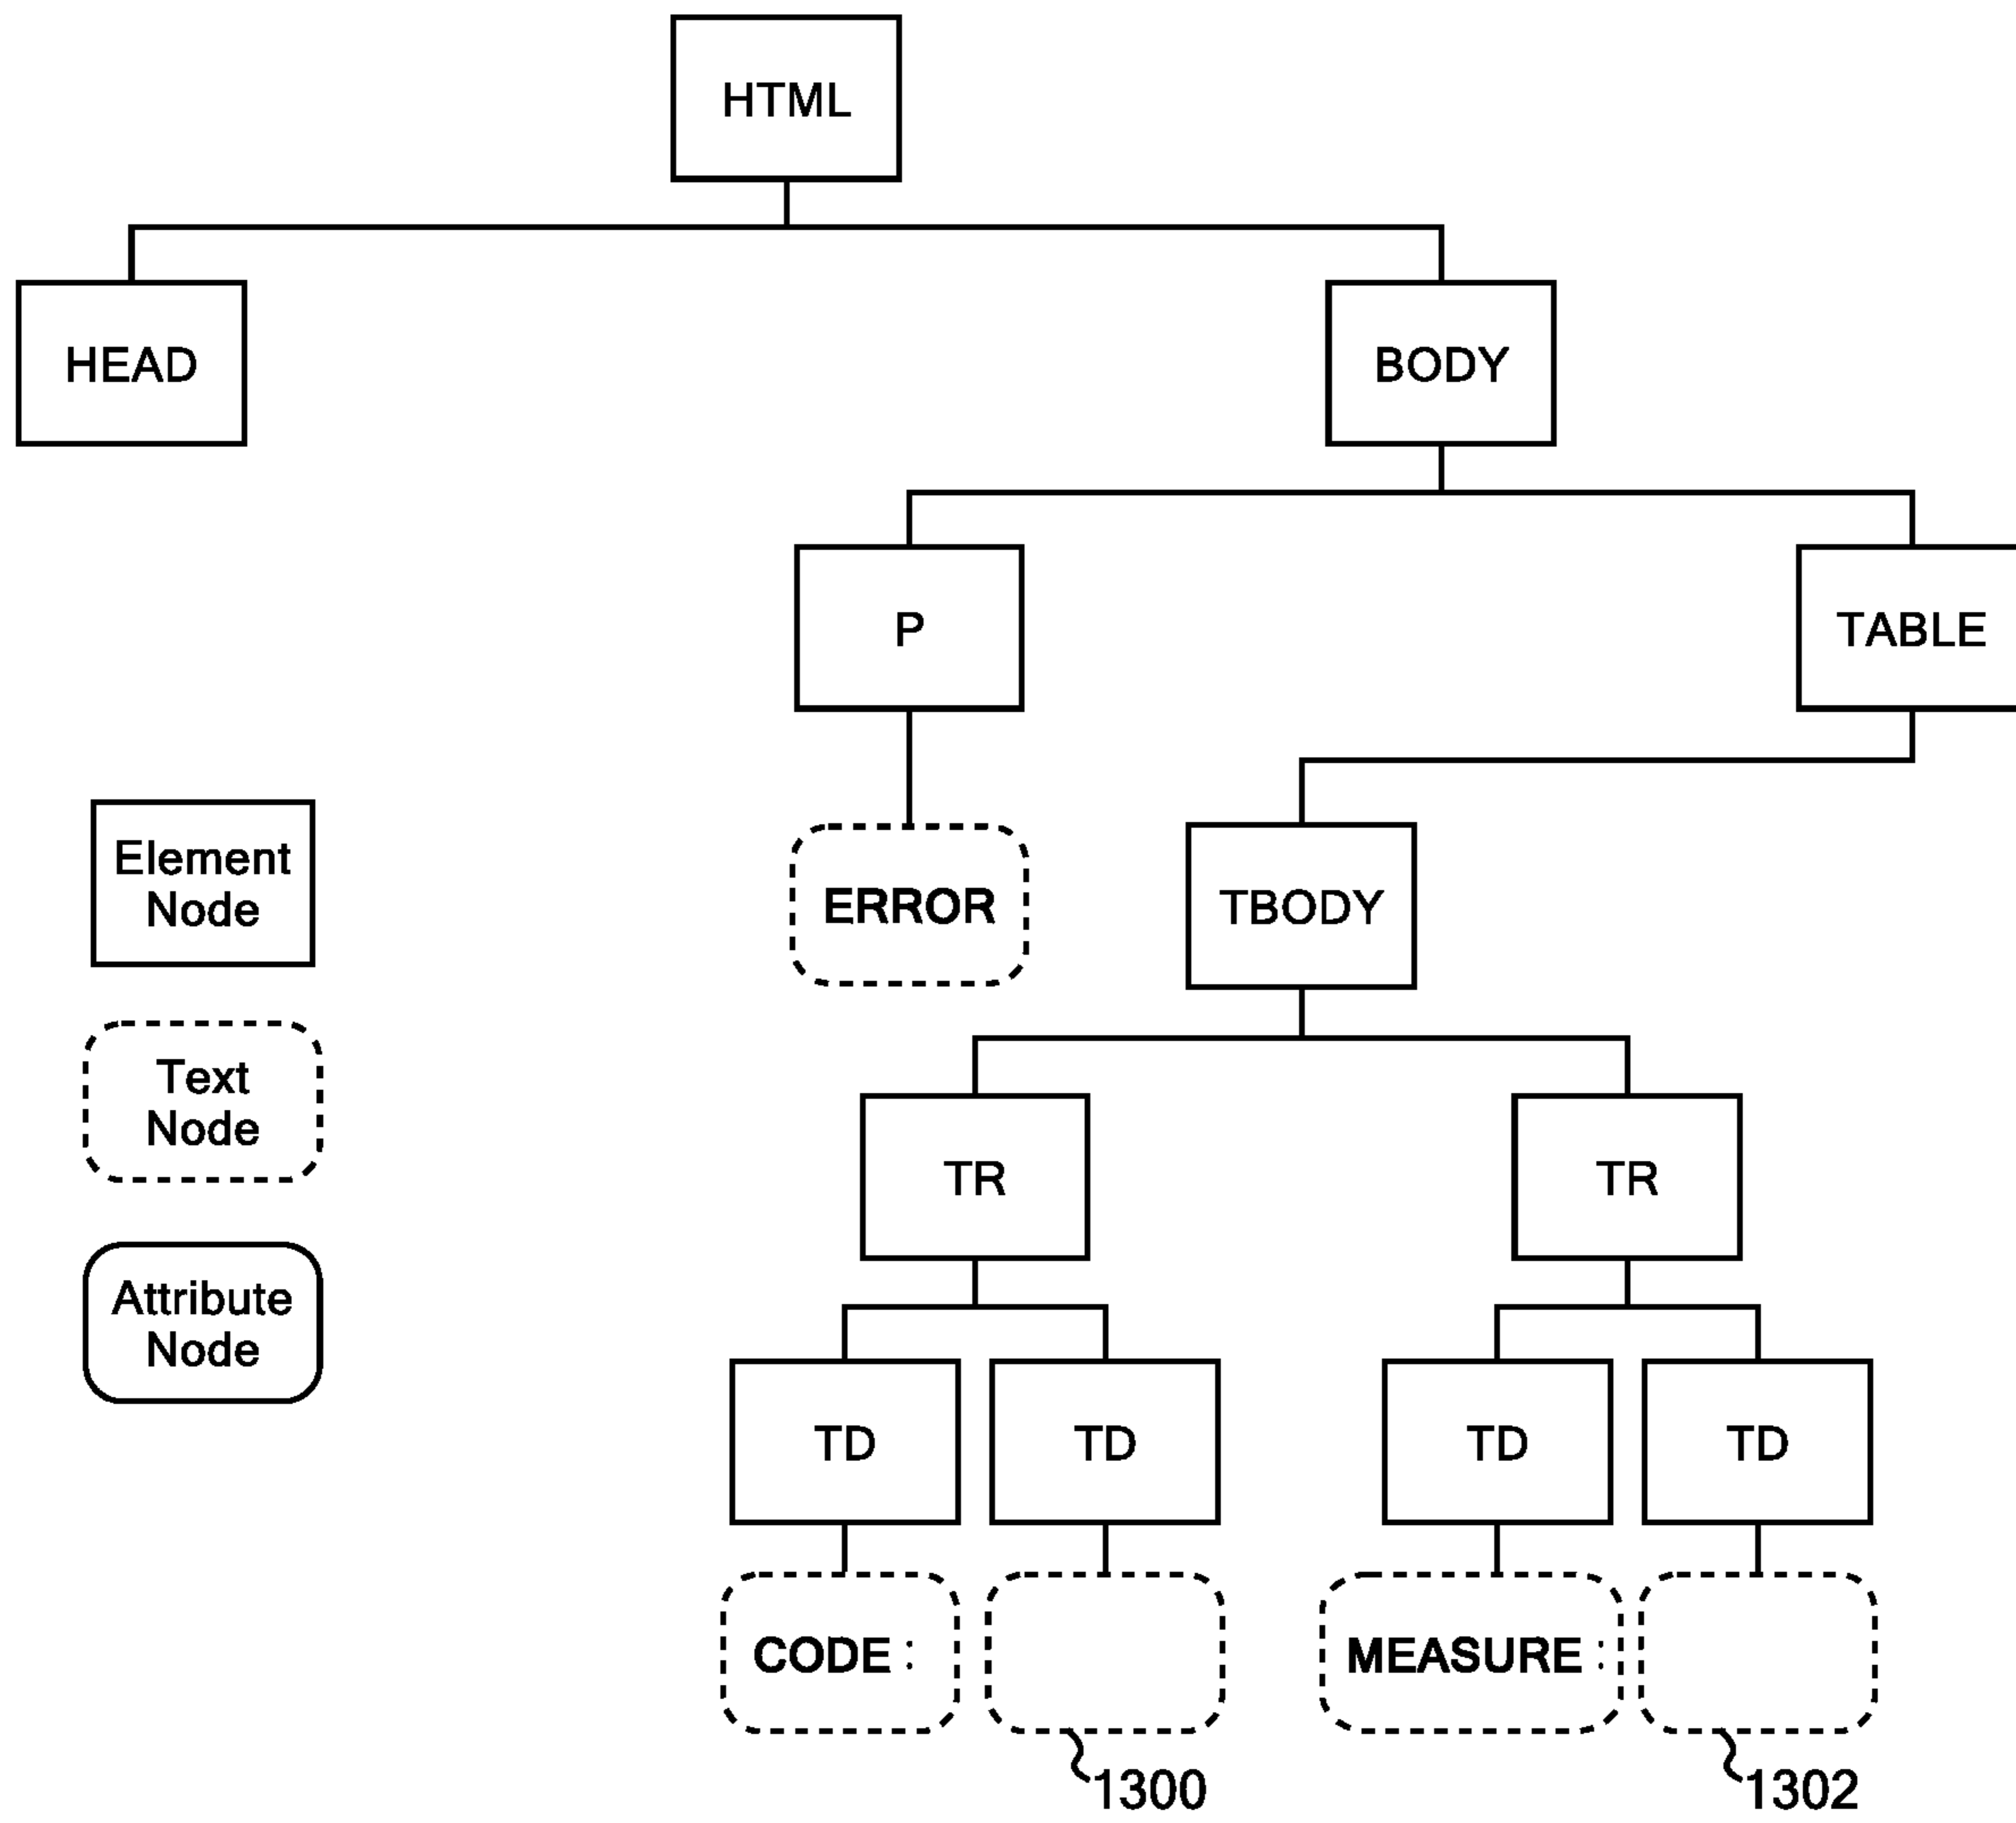 HTML
HEAD
BODY
P
TABLE
Element
Node
ERROR
TBODY
Text
Node
TR
TR
Attribute
Node
TD
TD
TD
TD
CODE :
MEASURE :
1300
1302